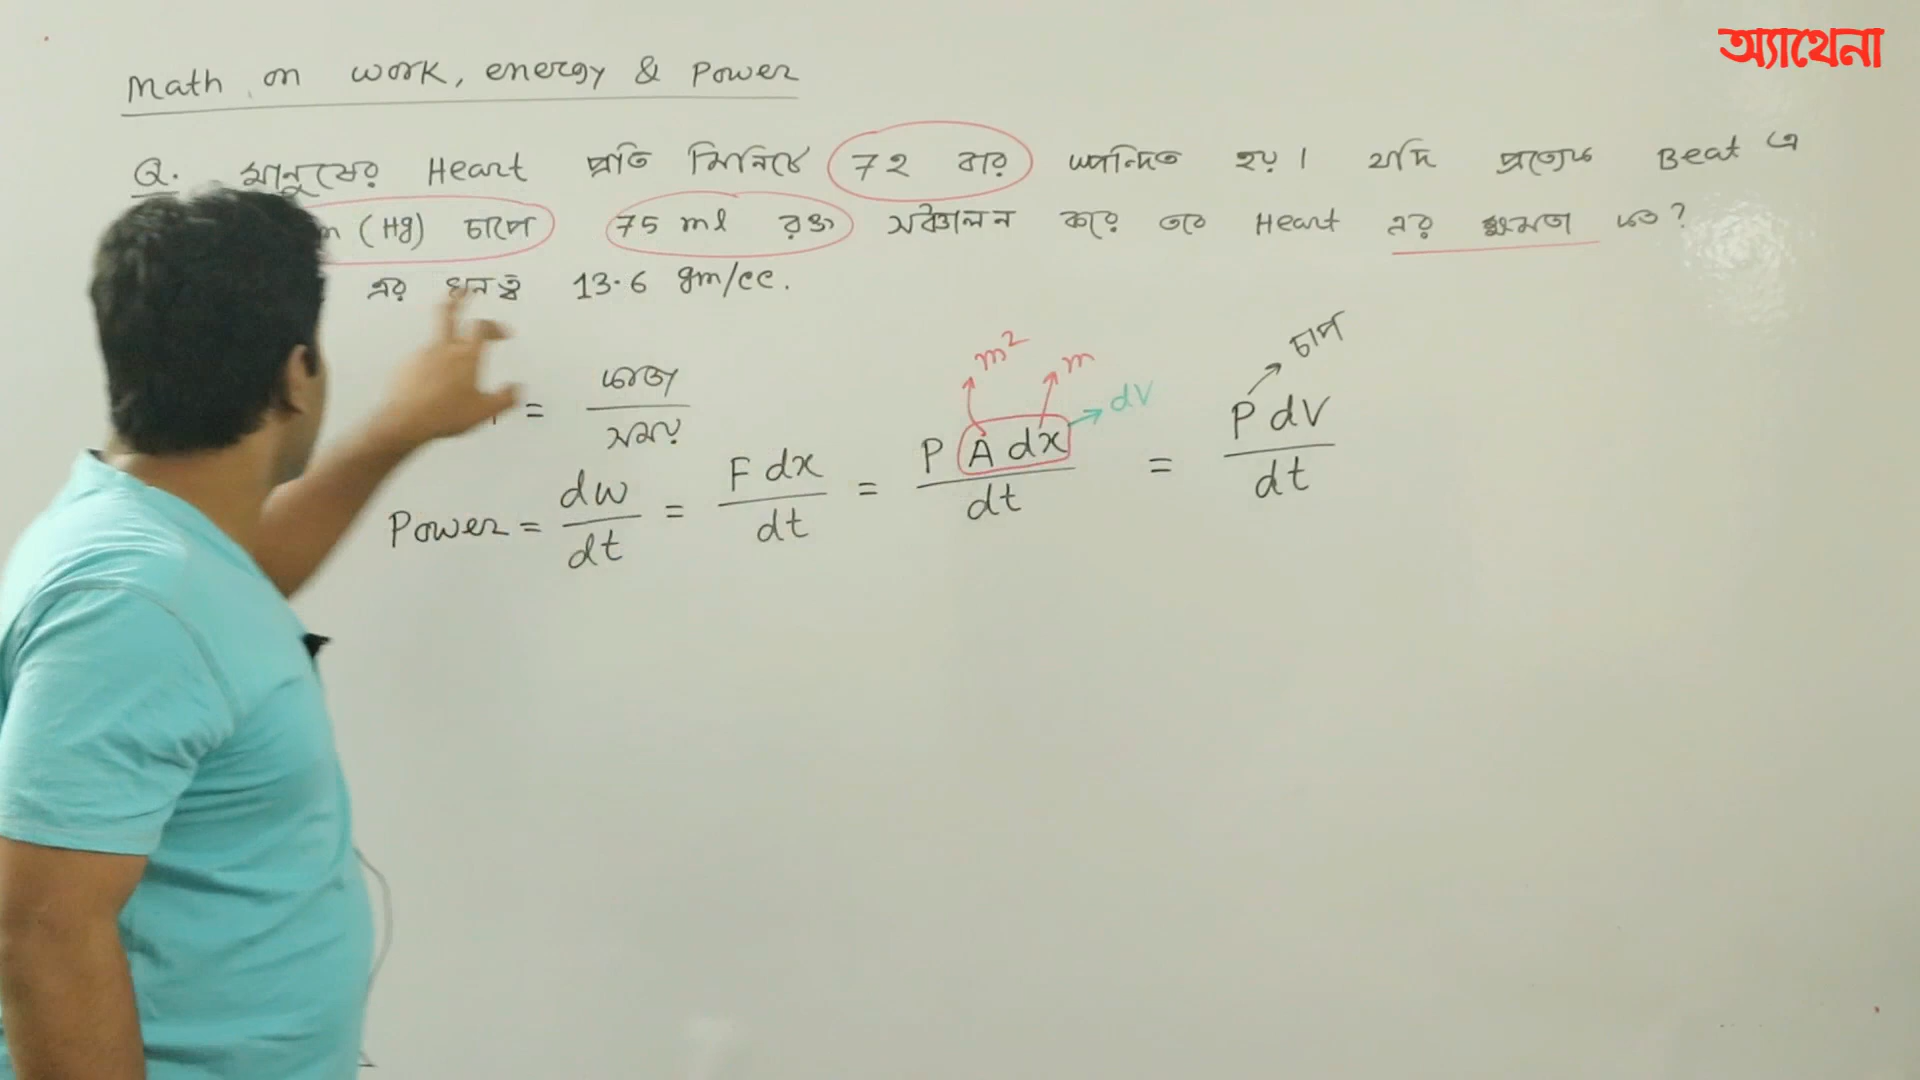 অ্যাথেনা
Math on work, energy & Power
Q. মানুষের Heart প্রতি মিনিটে 72 বার স্পন্দিত হয়। যদি প্রত্যেক Beat এ
m (Hg) চাপে 75 ml রক্ত সঞ্চালন করে তবে Heart এর ক্ষমতা কত?
এর ঘনত্ব 13.6 gm/cc.
= কাজ / সময়
m² m dV চাপ
Power = dw/dt = F dx/dt = P A dx/dt = P dV/dt